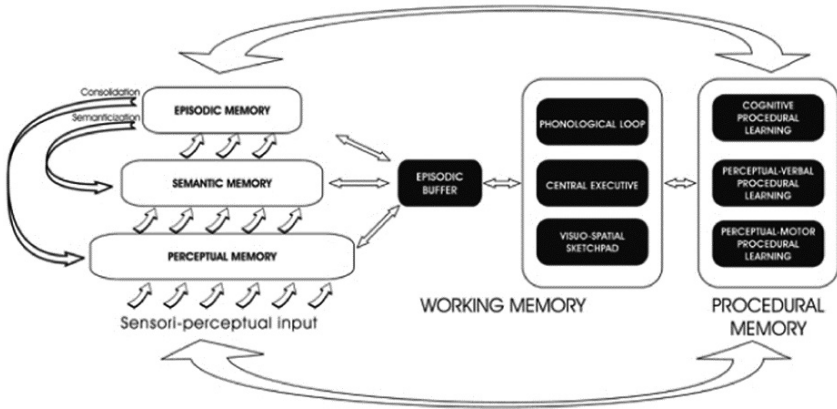 Consolidation
Semanticization
EPISODIC MEMORY
SEMANTIC MEMORY
PERCEPTUAL MEMORY
Sensori-perceptual input
EPISODIC
BUFFER
PHONOLOGICAL LOOP
CENTRAL EXECUTIVE
VISUO-SPATIAL
SKETCHPAD
WORKING MEMORY
COGNITIVE
PROCEDURAL
LEARNING
PERCEPTUAL-VERBAL
PROCEDURAL
LEARNING
PERCEPTUAL-MOTOR
PROCEDURAL
LEARNING
PROCEDURAL
MEMORY